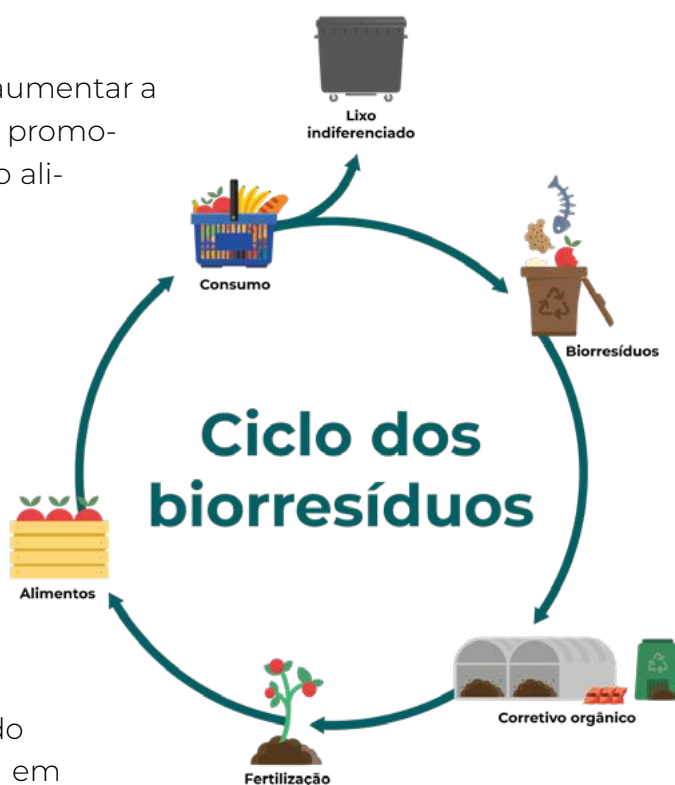 aumentar a
promo-
o ali-
Lixo
indiferenciado
Consumo
Biorresíduos
Ciclo dos
biorresíduos
Alimentos
Corretivo orgânico
Fertilização
do
em